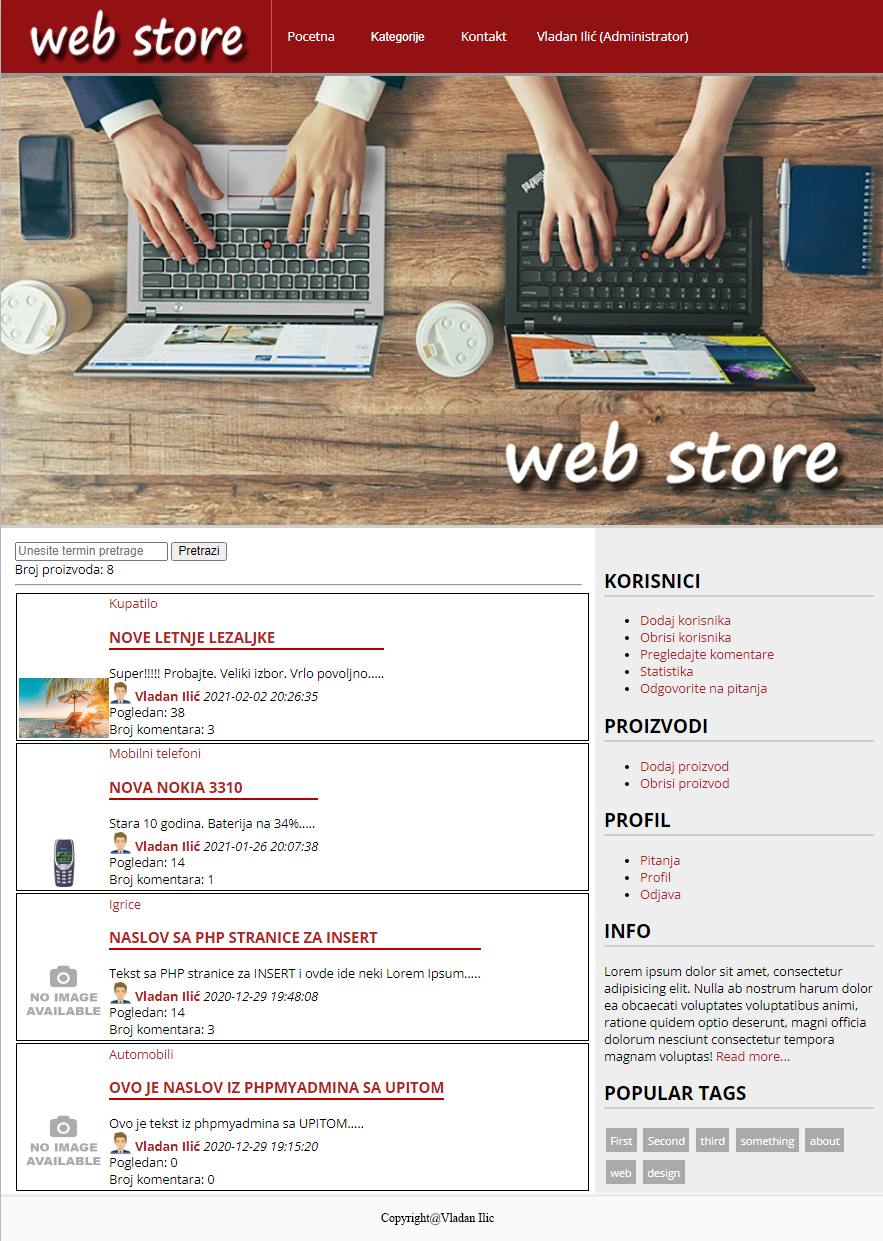 web store
Pocetna Kategorije Kontakt Vladan Ilić (Administrator)
web store
Unesite termin pretrage Pretrazi
Broj proizvoda: 8
Kupatilo
NOVE LETNJE LEZALJKE
Super!!!!! Probajte. Veliki izbor. Vrlo povoljno.....
Vladan Ilić 2021-02-02 20:26:35
Pogledan: 38
Broj komentara: 3
Mobilni telefoni
NOVA NOKIA 3310
Stara 10 godina. Baterija na 34%.....
Vladan Ilić 2021-01-26 20:07:38
Pogledan: 14
Broj komentara: 1
Igrice
NASLOV SA PHP STRANICE ZA INSERT
Tekst sa PHP stranice za INSERT i ovde ide neki Lorem Ipsum.....
NO IMAGE
AVAILABLE
Vladan Ilić 2020-12-29 19:48:08
Pogledan: 14
Broj komentara: 3
Automobili
OVO JE NASLOV IZ PHPMYADMINA SA UPITOM
Ovo je tekst iz phpmyadmina sa UPITOM.....
NO IMAGE
AVAILABLE
Vladan Ilić 2020-12-29 19:15:20
Pogledan: 0
Broj komentara: 0
KORISNICI
Dodaj korisnika
Obrisi korisnika
Pregledajte komentare
Statistika
Odgovorite na pitanja
PROIZVODI
Dodaj proizvod
Obrisi proizvod
PROFIL
Pitanja
Profil
Odjava
INFO
Lorem ipsum dolor sit amet, consectetur
adipisicing elit. Nulla ab nostrum harum dolor
ea obcaecati voluptates voluptatibus animi,
ratione quidem optio deserunt, magni officia
dolorum nesciunt consectetur tempora
magnam voluptas! Read more...
POPULAR TAGS
First Second third something about
web design
Copyright@Vladan Ilic